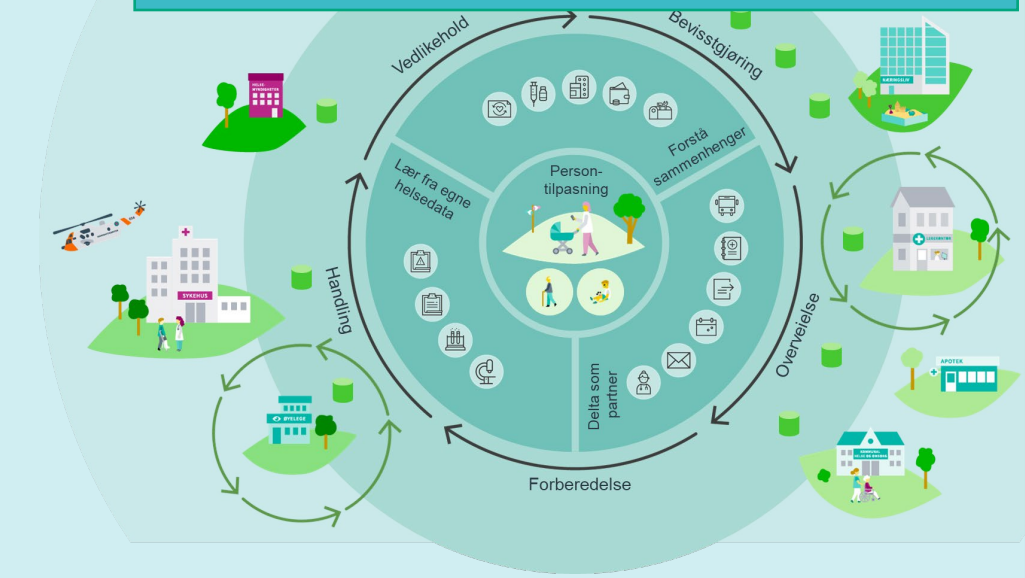 Vedlikehold
Bevisstgjøring
HELSE
Forstå
sammenhenger
Lær fra egne
helsedata
Person-
tilpasning
SYKEHUS
Handling
Overveielse
Delta som
partner
APOTEK
ØYELEGE
Forberedelse